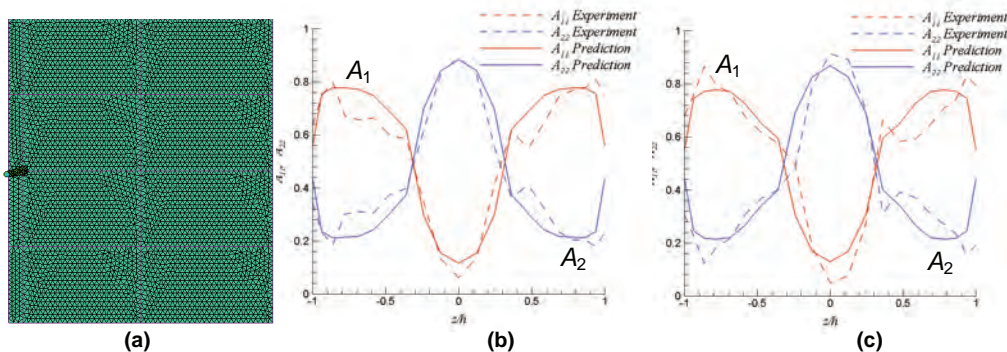 A₁₁ Experiment
A₂₂ Experiment
A₁₁ Prediction
A₂₂ Prediction
A₁
A₂
A₁₁, A₂₂
1
0.8
0.6
0.4
0.2
0
-1 -0.5 0 0.5 1
z/h
A₁₁ Experiment
A₂₂ Experiment
A₁₁ Prediction
A₂₂ Prediction
A₁
A₂
1
0.8
0.6
0.4
0.2
0
-1 -0.5 0 0.5 1
z/h
(a) (b) (c)